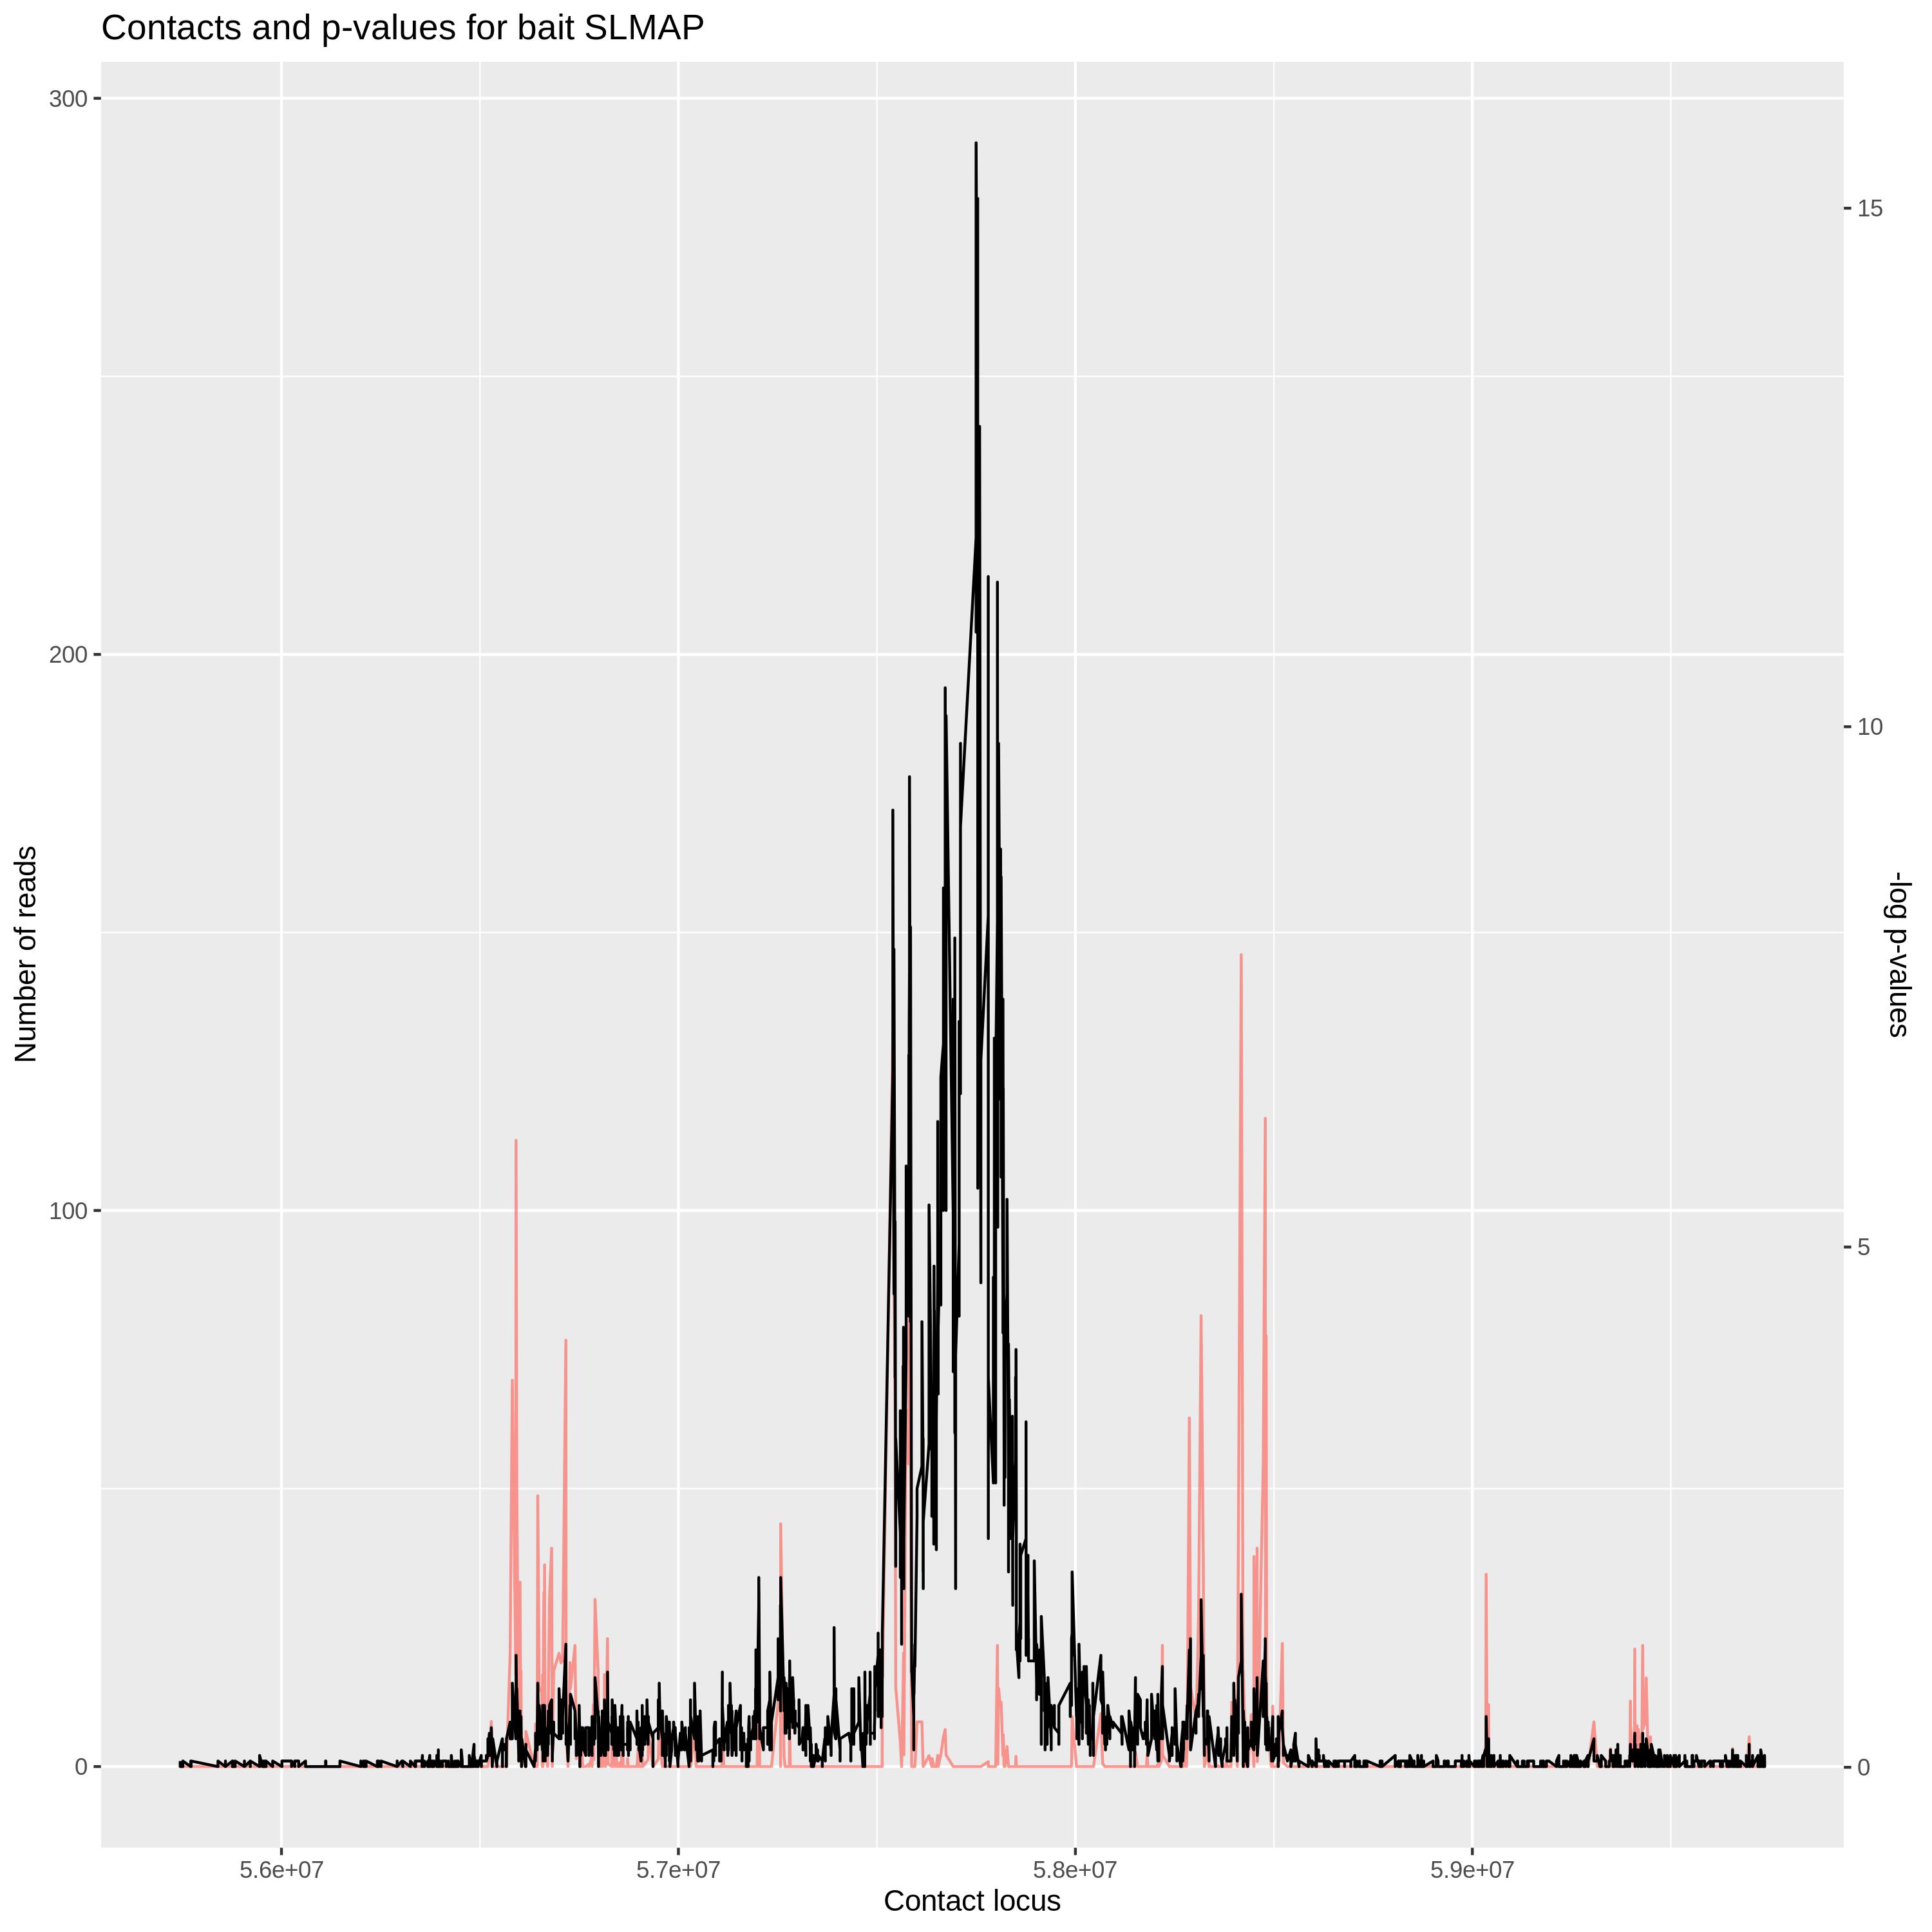 Contacts and p-values for bait SLMAP
300
200
100
0
Number of reads
15
10
5
0
-log p-values
5.6e+07 5.7e+07 5.8e+07 5.9e+07
Contact locus